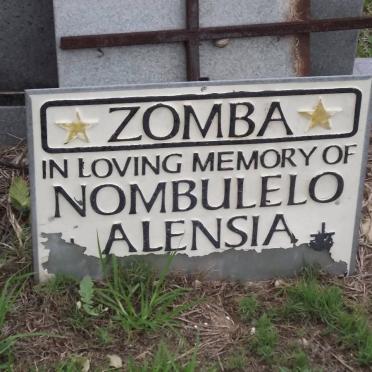 ZOMBA
IN LOVING MEMORY OF
NOMBULELO
ALENSIA